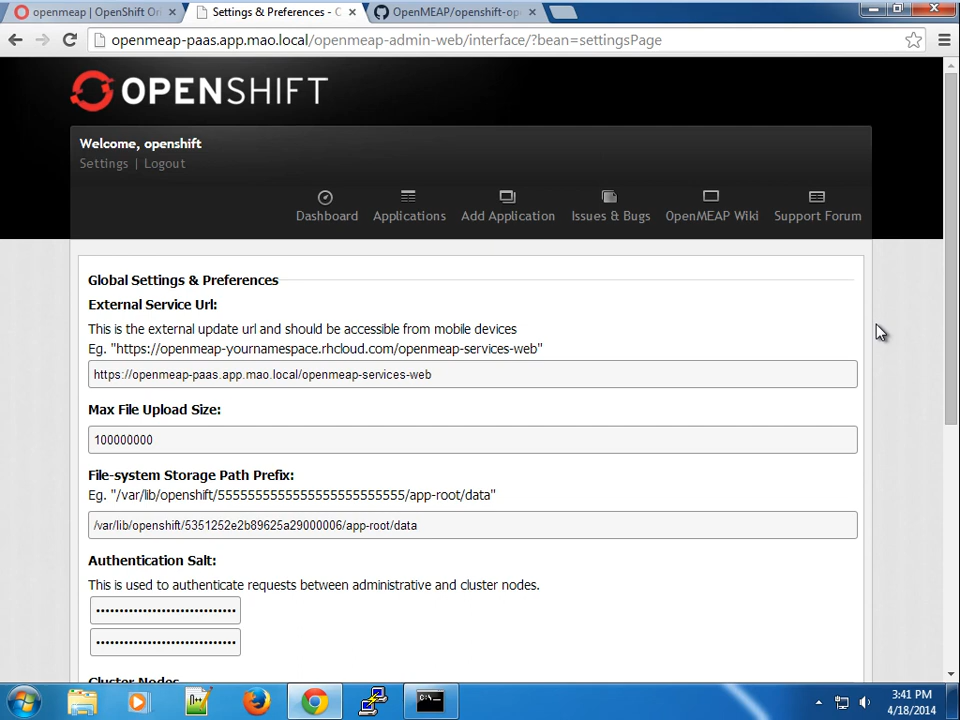 openmeap | OpenShift On
Settings & Preferences - O
OpenMEAP/openshift-op
openmeap-paas.app.mao.local/openmeap-admin-web/interface/?bean=settingsPage
OPENSHIFT
Welcome, openshift
Settings | Logout
Dashboard
Applications
Add Application
Issues & Bugs
OpenMEAP Wiki
Support Forum
Global Settings & Preferences
External Service Url:
This is the external update url and should be accessible from mobile devices
Eg. "https://openmeap-yournamespace.rhcloud.com/openmeap-services-web"
https://openmeap-paas.app.mao.local/openmeap-services-web
Max File Upload Size:
100000000
File-system Storage Path Prefix:
Eg. "/var/lib/openshift/555555555555555555555555/app-root/data"
/var/lib/openshift/5351252e2b89625a29000006/app-root/data
Authentication Salt:
This is used to authenticate requests between administrative and cluster nodes.
Cluster Nodes
3:41 PM
4/18/2014